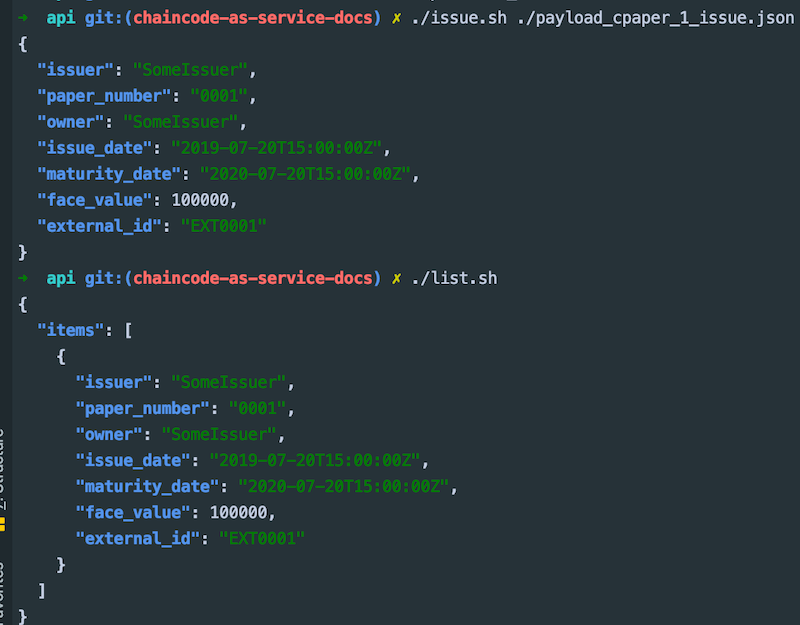 ➜ api git:(chaincode-as-service-docs) ✗ ./issue.sh ./payload_cpaper_1_issue.json
{
  "issuer": "SomeIssuer",
  "paper_number": "0001",
  "owner": "SomeIssuer",
  "issue_date": "2019-07-20T15:00:00Z",
  "maturity_date": "2020-07-20T15:00:00Z",
  "face_value": 100000,
  "external_id": "EXT0001"
}
➜ api git:(chaincode-as-service-docs) ✗ ./list.sh
{
  "items": [
    {
      "issuer": "SomeIssuer",
      "paper_number": "0001",
      "owner": "SomeIssuer",
      "issue_date": "2019-07-20T15:00:00Z",
      "maturity_date": "2020-07-20T15:00:00Z",
      "face_value": 100000,
      "external_id": "EXT0001"
    }
  ]
}